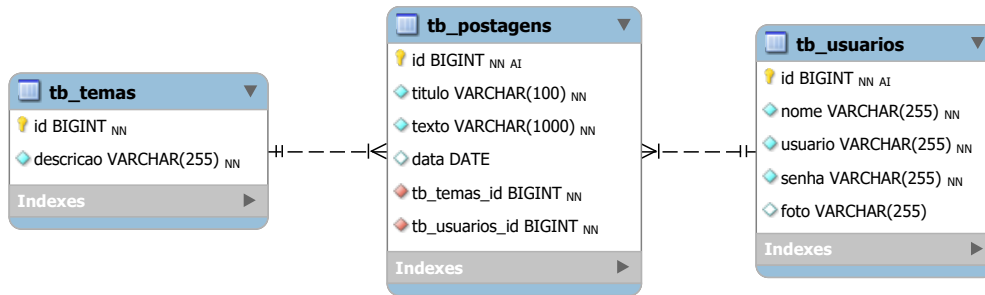 tb_temas
id BIGINT NN
descricao VARCHAR(255) NN
Indexes
tb_postagens
id BIGINT NN AI
titulo VARCHAR(100) NN
texto VARCHAR(1000) NN
data DATE
tb_temas_id BIGINT NN
tb_usuarios_id BIGINT NN
Indexes
tb_usuarios
id BIGINT NN AI
nome VARCHAR(255) NN
usuario VARCHAR(255) NN
senha VARCHAR(255) NN
foto VARCHAR(255)
Indexes